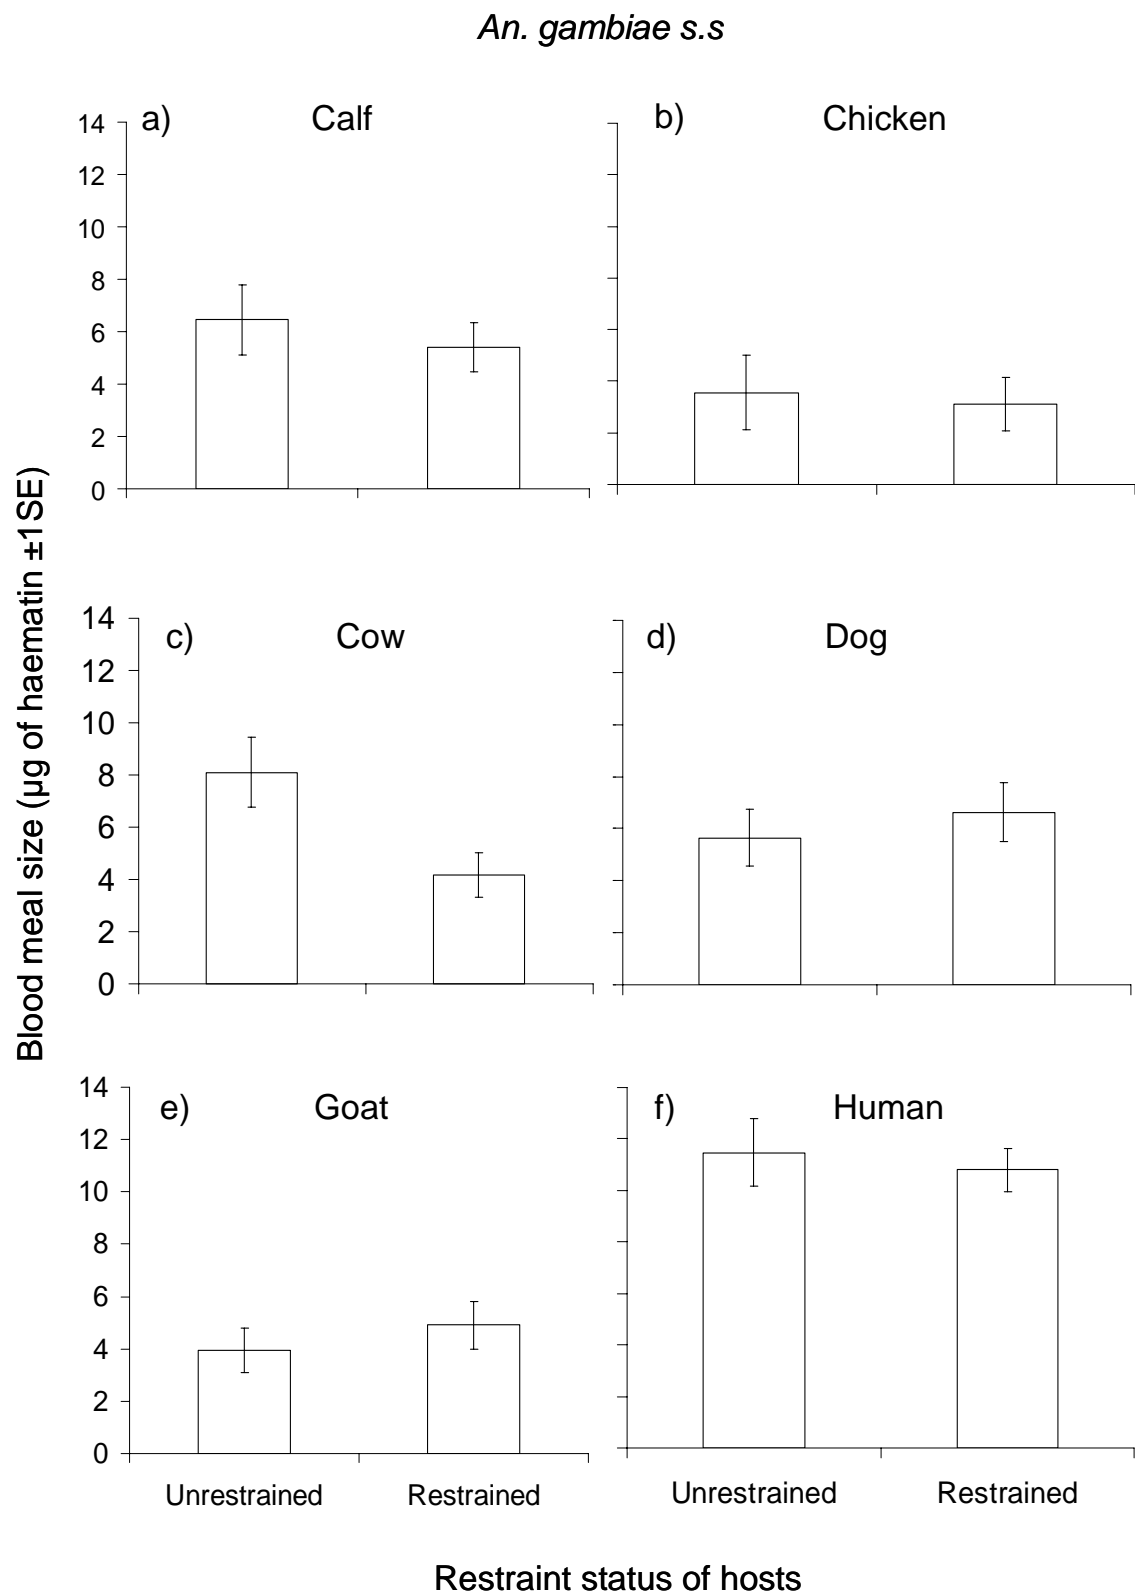 An. gambiae s.s
a) Calf
b) Chicken
14
12
10
8
6
4
2
0
c) Cow
d) Dog
14
12
10
8
6
4
2
0
e) Goat
f) Human
14
12
10
8
6
4
2
0
Unrestrained Restrained
Unrestrained Restrained
Blood meal size (µg of haematin ±1SE)
Restraint status of hosts